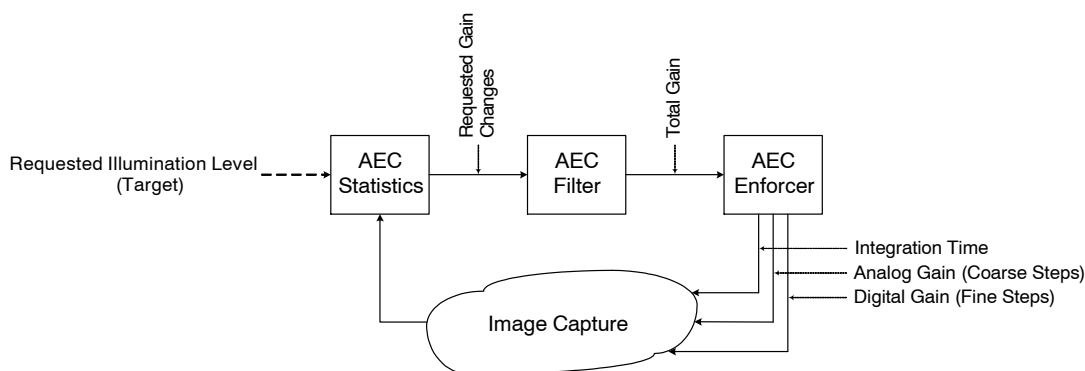 Requested Gain
Changes
Total Gain
Requested Illumination Level
(Target)
AEC
Statistics
AEC
Filter
AEC
Enforcer
Integration Time
Analog Gain (Coarse Steps)
Digital Gain (Fine Steps)
Image Capture